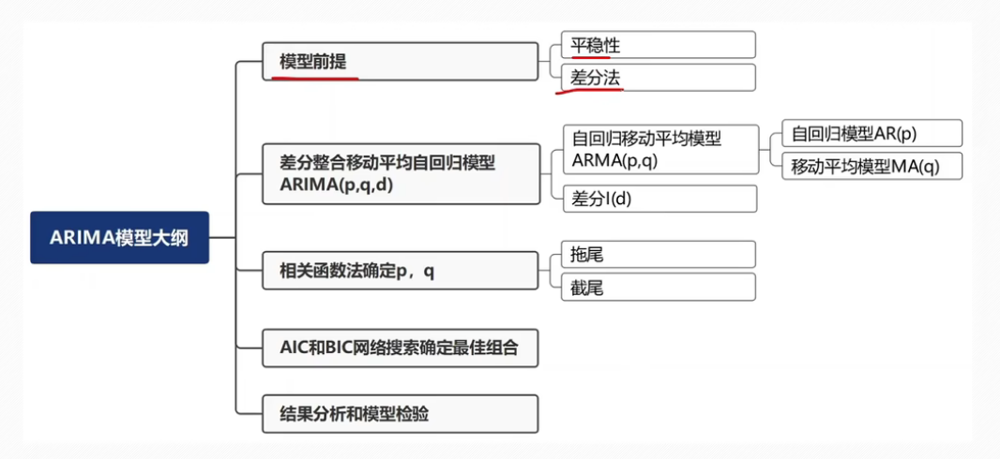 模型前提
平稳性
差分法
差分整合移动平均自回归模型
ARIMA(p,q,d)
自回归移动平均模型
ARMA(p,q)
自回归模型AR(p)
移动平均模型MA(q)
差分I(d)
ARIMA模型大纲
相关函数法确定p，q
拖尾
截尾
AIC和BIC网络搜索确定最佳组合
结果分析和模型检验